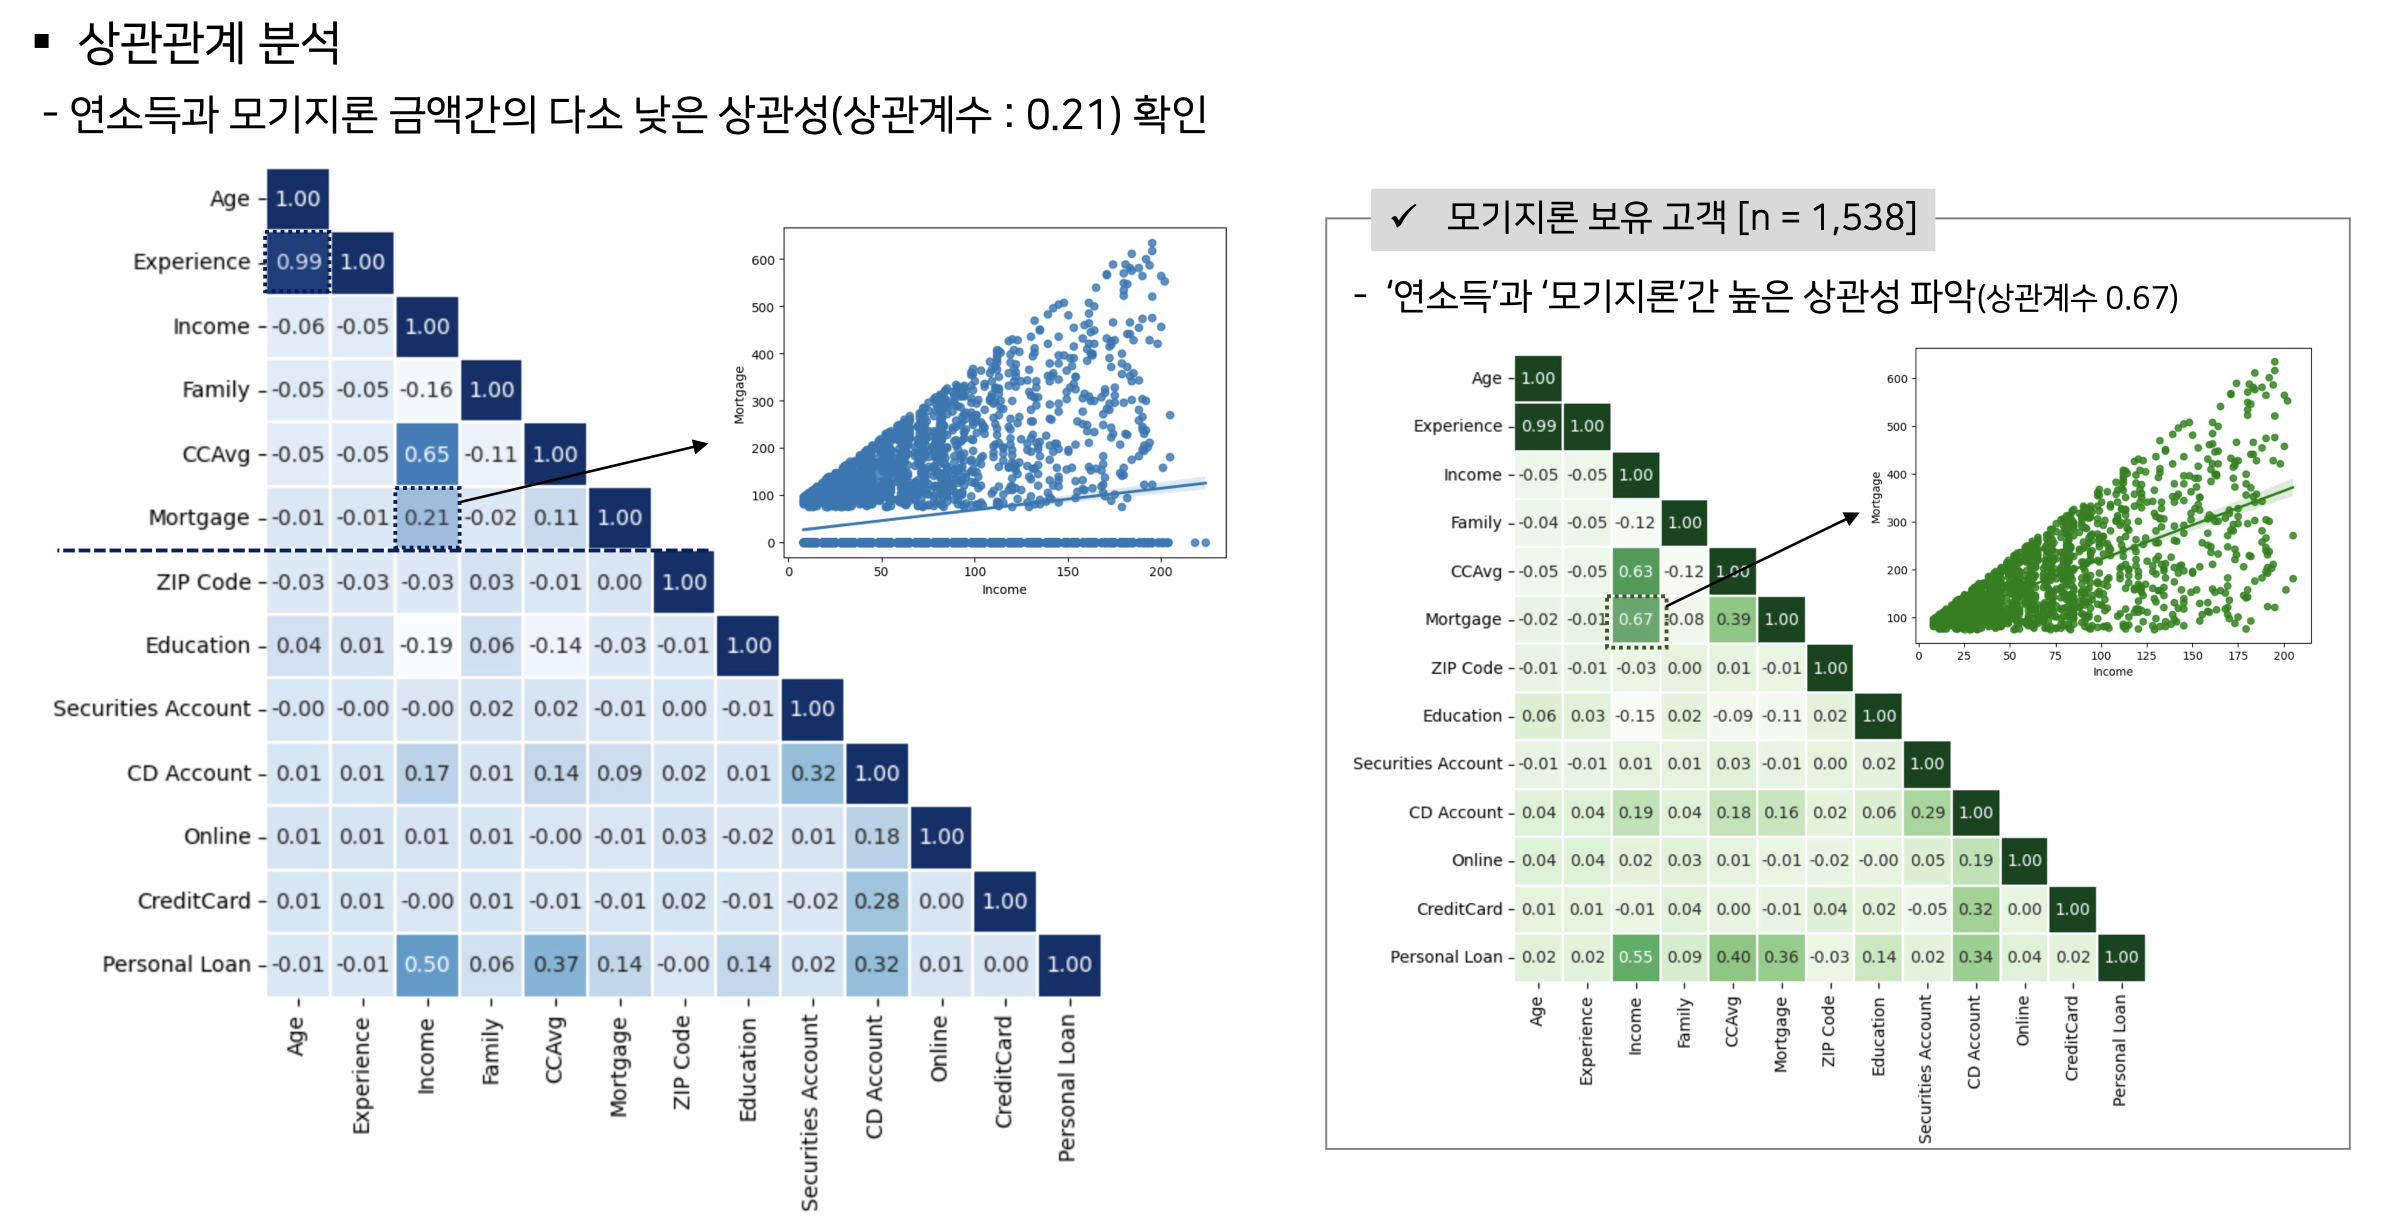 ▪ 상관관계 분석
- 연소득과 모기지론 금액간의 다소 낮은 상관성(상관계수 : 0.21) 확인
Age 1.00
Experience 0.99 1.00
Income -0.06 -0.05 1.00
Family -0.05 -0.05 -0.16 1.00
CCAvg -0.05 -0.05 0.65 -0.11 1.00
Mortgage -0.01 -0.01 0.21 -0.02 0.11 1.00
ZIP Code -0.03 -0.03 -0.03 0.03 -0.01 0.00 1.00
Education 0.04 0.01 -0.19 0.06 -0.14 -0.03 -0.01 1.00
Securities Account -0.00 -0.00 -0.00 0.02 0.02 -0.01 0.00 -0.01 1.00
CD Account 0.01 0.01 0.17 0.01 0.14 0.09 0.02 0.01 0.32 1.00
Online 0.01 0.01 0.01 0.01 -0.00 -0.01 0.03 -0.02 0.01 0.18 1.00
CreditCard 0.01 0.01 -0.00 0.01 -0.01 -0.01 0.02 -0.01 -0.02 0.28 0.00 1.00
Personal Loan -0.01 -0.01 0.50 0.06 0.37 0.14 -0.00 0.14 0.02 0.32 0.01 0.00 1.00
Age Experience Income Family CCAvg Mortgage ZIP Code Education Securities Account CD Account Online CreditCard Personal Loan
Mortgage
600
500
400
300
200
100
0
0 50 100 150 200
Income
✓ 모기지론 보유 고객 [n = 1,538]
- ‘연소득’과 ‘모기지론’간 높은 상관성 파악(상관계수 0.67)
Age 1.00
Experience 0.99 1.00
Income -0.05 -0.05 1.00
Family -0.04 -0.05 -0.12 1.00
CCAvg -0.05 -0.05 0.63 -0.12 1.00
Mortgage -0.02 -0.01 0.67 0.08 0.39 1.00
ZIP Code -0.01 -0.01 -0.03 0.00 0.01 -0.01 1.00
Education 0.06 0.03 -0.15 0.02 -0.09 -0.11 0.02 1.00
Securities Account -0.01 -0.01 0.01 0.01 0.03 -0.01 0.00 0.02 1.00
CD Account 0.04 0.04 0.19 0.04 0.18 0.16 0.02 0.06 0.29 1.00
Online 0.04 0.04 0.02 0.03 0.01 -0.01 -0.02 -0.00 0.05 0.19 1.00
CreditCard 0.01 0.01 -0.01 0.04 0.00 -0.01 0.04 0.02 -0.05 0.32 0.00 1.00
Personal Loan 0.02 0.02 0.55 0.09 0.40 0.36 -0.03 0.14 0.02 0.34 0.04 0.02 1.00
Age Experience Income Family CCAvg Mortgage ZIP Code Education Securities Account CD Account Online CreditCard Personal Loan
Mortgage
600
500
400
300
200
100
0 25 50 75 100 125 150 175 200
Income